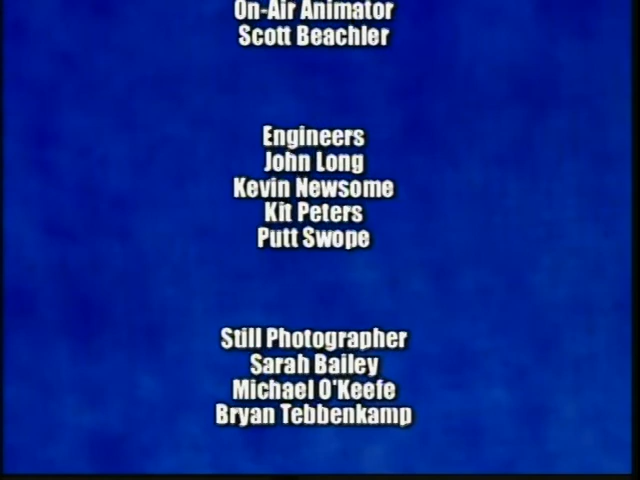 On-Air Animator
Scott Beachler
Engineers
John Long
Kevin Newsome
Kit Peters
Putt Swope
Still Photographer
Sarah Bailey
Michael O'Keefe
Bryan Tebbenkamp